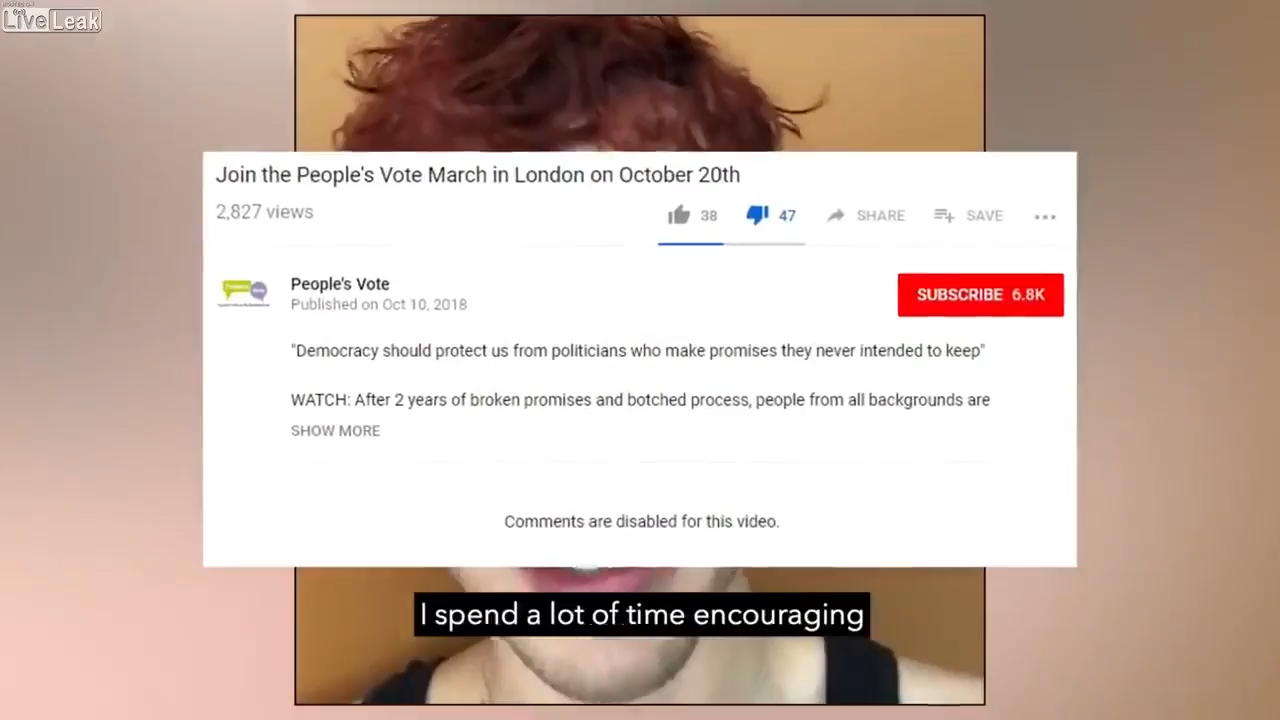 LiveLeak
Join the People's Vote March in London on October 20th
2,827 views
38 47 SHARE SAVE
People's Vote
Published on Oct 10, 2018
SUBSCRIBE 6.8K
"Democracy should protect us from politicians who make promises they never intended to keep"
WATCH: After 2 years of broken promises and botched process, people from all backgrounds are
SHOW MORE
Comments are disabled for this video.
I spend a lot of time encouraging